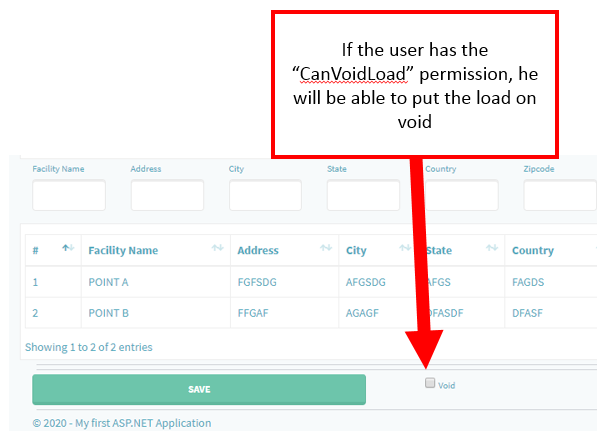 If the user has the
“CanVoidLoad” permission, he
will be able to put the load on
void
Facility Name Address City State Country Zipcode
# Facility Name Address City State Country
1 POINT A FGFSDG AFGSDG AFGS FAGDS
2 POINT B FFGAF AGAGF DFASDF DFASF
Showing 1 to 2 of 2 entries
SAVE Void
© 2020 - My first ASP.NET Application